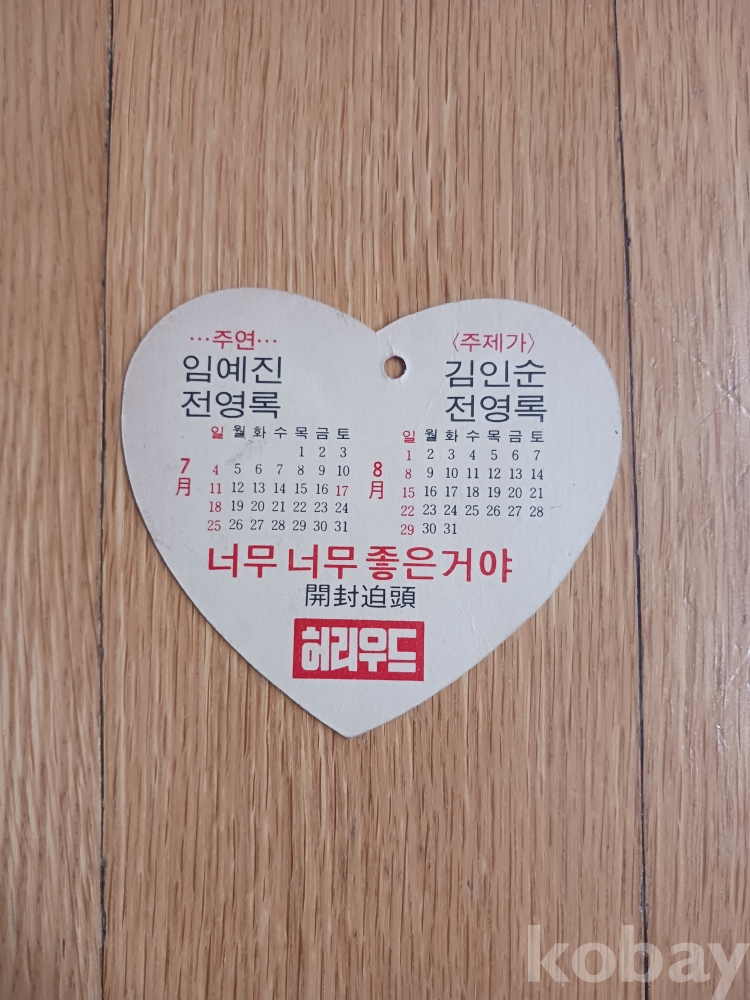 ···주연···
임예진
전영록
〈주제가〉
김인순
전영록
7月
일 월 화 수 목 금 토
1 2 3
4 5 6 7 8 9 10
11 12 13 14 15 16 17
18 19 20 21 22 23 24
25 26 27 28 29 30 31
8月
일 월 화 수 목 금 토
1 2 3 4 5 6 7
8 9 10 11 12 13 14
15 16 17 18 19 20 21
22 23 24 25 26 27 28
29 30 31
너무 너무 좋은거야
開封迫頭
허리우드
kobay